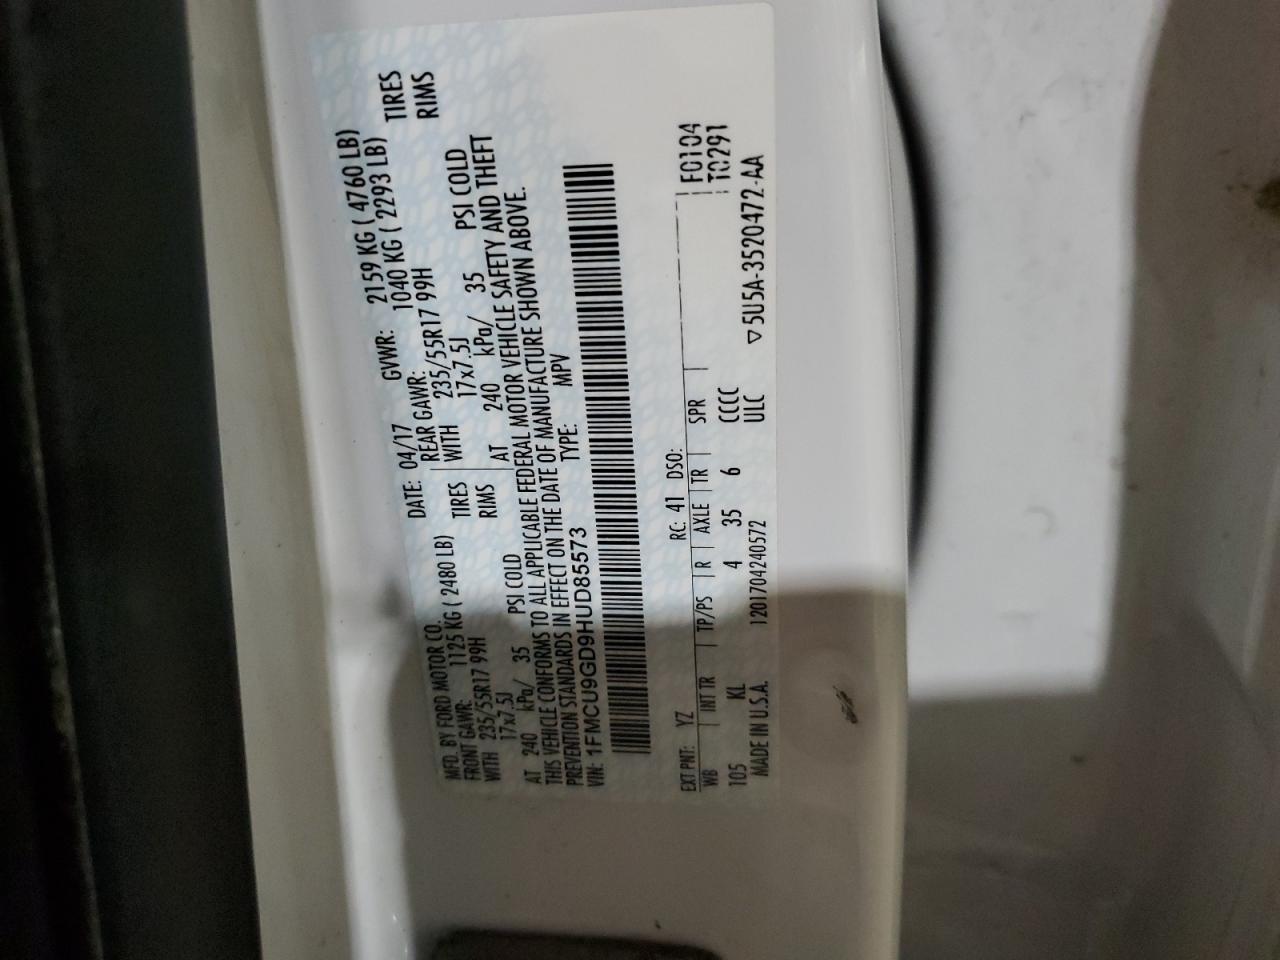 MFD. BY FORD MOTOR CO. DATE: 04/17 GVWR: 2159 KG ( 4760 LB)
FRONT GAWR: 1125 KG ( 2480 LB) REAR GAWR: 1040 KG ( 2293 LB)
WITH 235/55R17 99H TIRES WITH 235/55R17 99H TIRES
17x7.5J RIMS 17x7.5J RIMS
AT 240 kPa/ 35 PSI COLD AT 240 kPa/ 35 PSI COLD
THIS VEHICLE CONFORMS TO ALL APPLICABLE FEDERAL MOTOR VEHICLE SAFETY AND THEFT
PREVENTION STANDARDS IN EFFECT ON THE DATE OF MANUFACTURE SHOWN ABOVE.
VIN: 1FMCU9GD9HUD85573 TYPE: MPV
EXT PNT: YZ RC: 41 DSO: F0104
WB INT TR TP/PS R AXLE TR SPR T0291
105 KL 4 35 6 CCCC
MADE IN U.S.A. 1201704240572 ULC ▽5U5A-3520472-AA